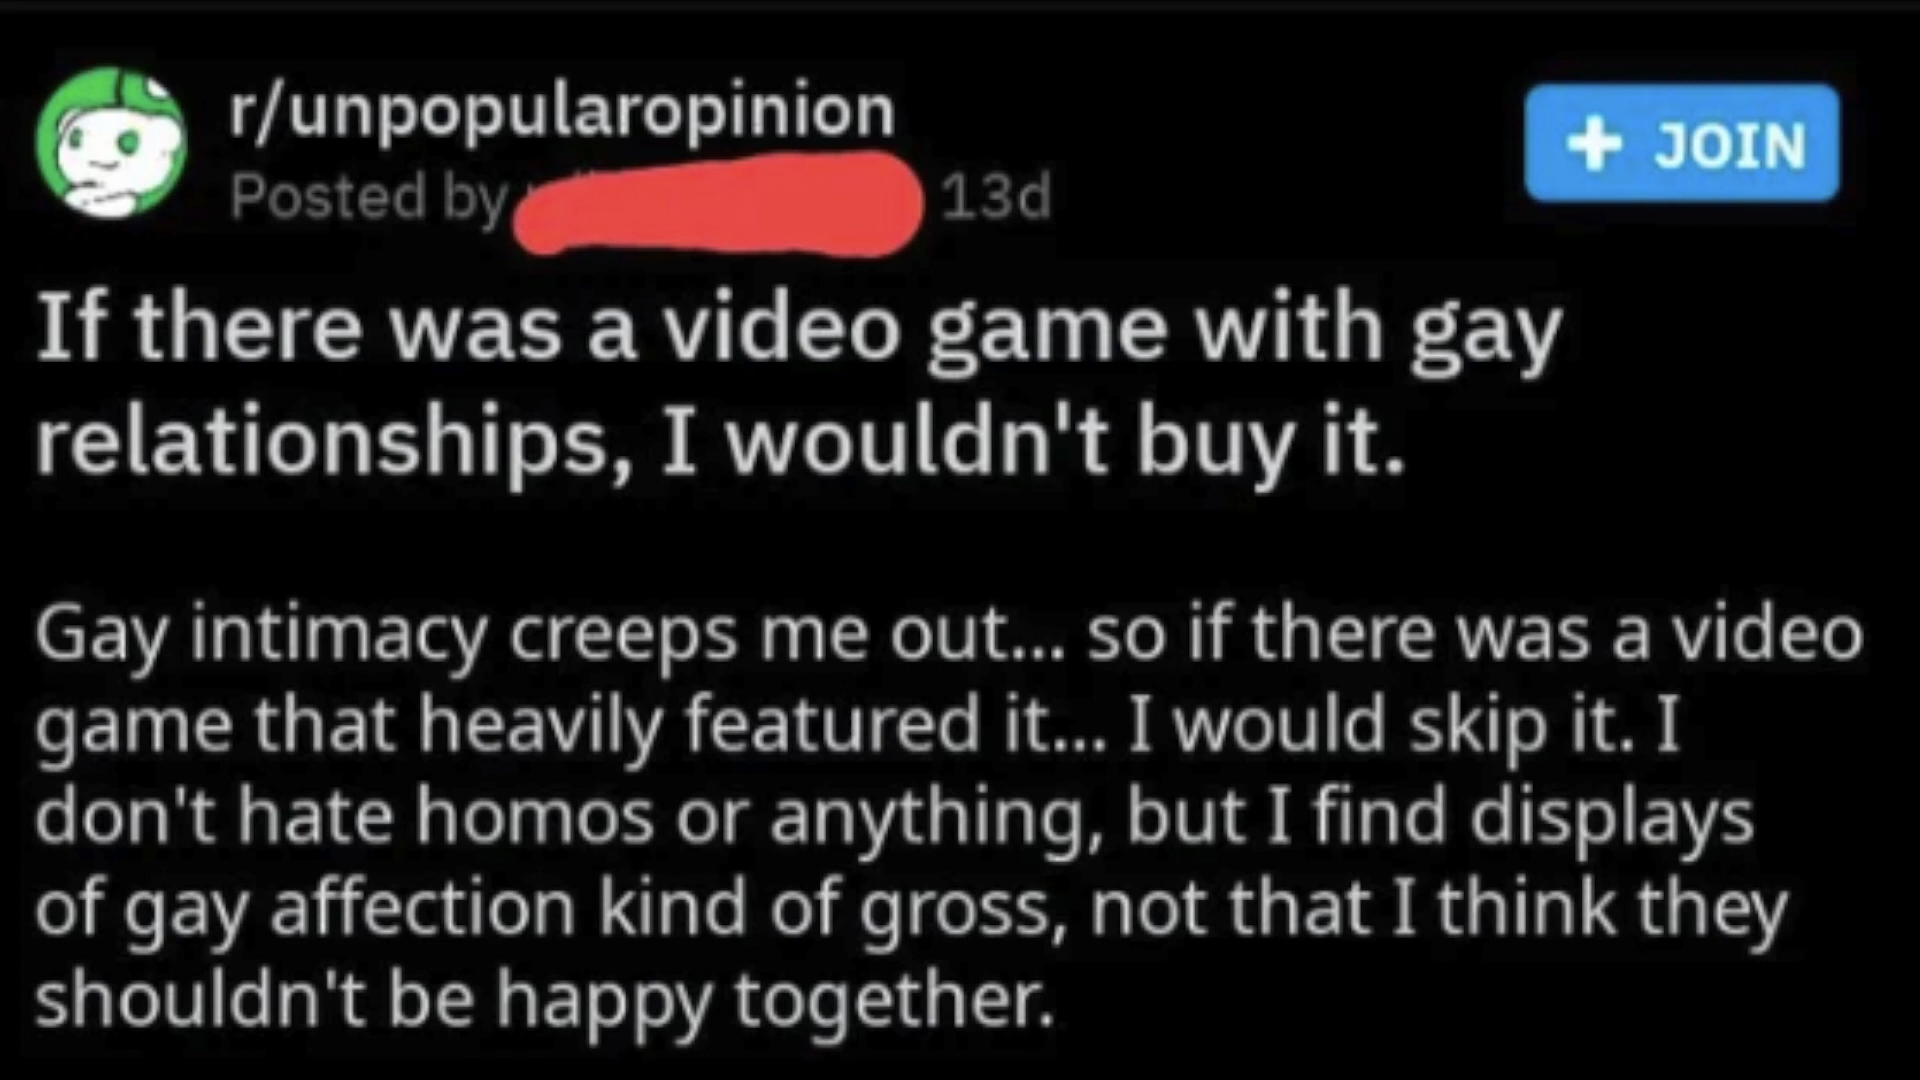 r/unpopularopinion
+ JOIN
Posted by 13d
If there was a video game with gay
relationships, I wouldn't buy it.
Gay intimacy creeps me out... so if there was a video
game that heavily featured it... I would skip it. I
don't hate homos or anything, but I find displays
of gay affection kind of gross, not that I think they
shouldn't be happy together.